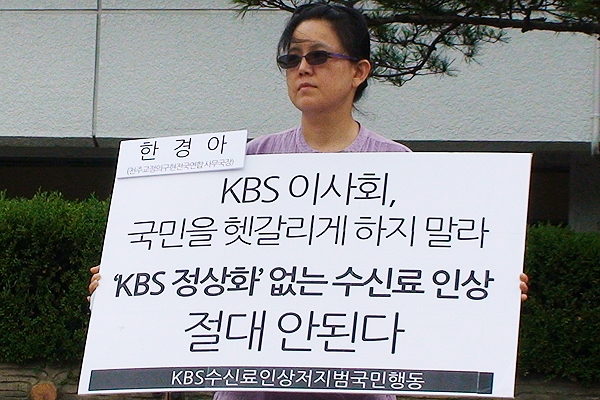 한 경 아
(천주교정의구현전국연합 사무국장)
KBS 이사회,
국민을 헷갈리게 하지 말라
‘KBS 정상화’ 없는 수신료 인상
절대 안된다
KBS수신료인상저지범국민행동